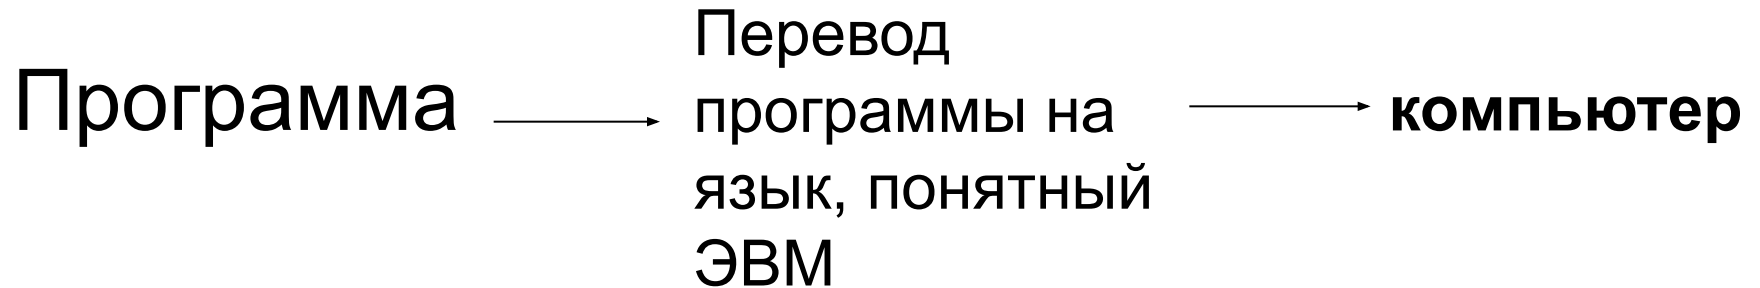 Программа
Перевод
программы на
язык, понятный
ЭВМ
компьютер